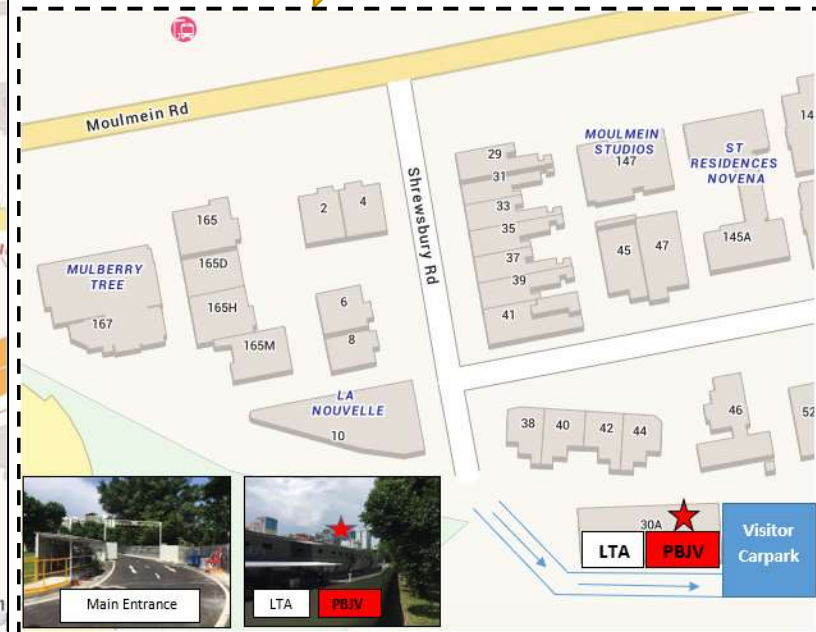 Moulmein Rd
Shrewsbury Rd
2
4
29
31
33
35
37
39
41
MOULMEIN
STUDIOS
147
ST
RESIDENCES
NOVENA
145A
14
45
47
165
165D
165H
165M
MULBERRY
TREE
167
6
8
LA
NOUVELLE
10
38
40
42
44
46
52
30A
LTA
PBJV
Visitor
Carpark
Main Entrance
LTA
PBJV